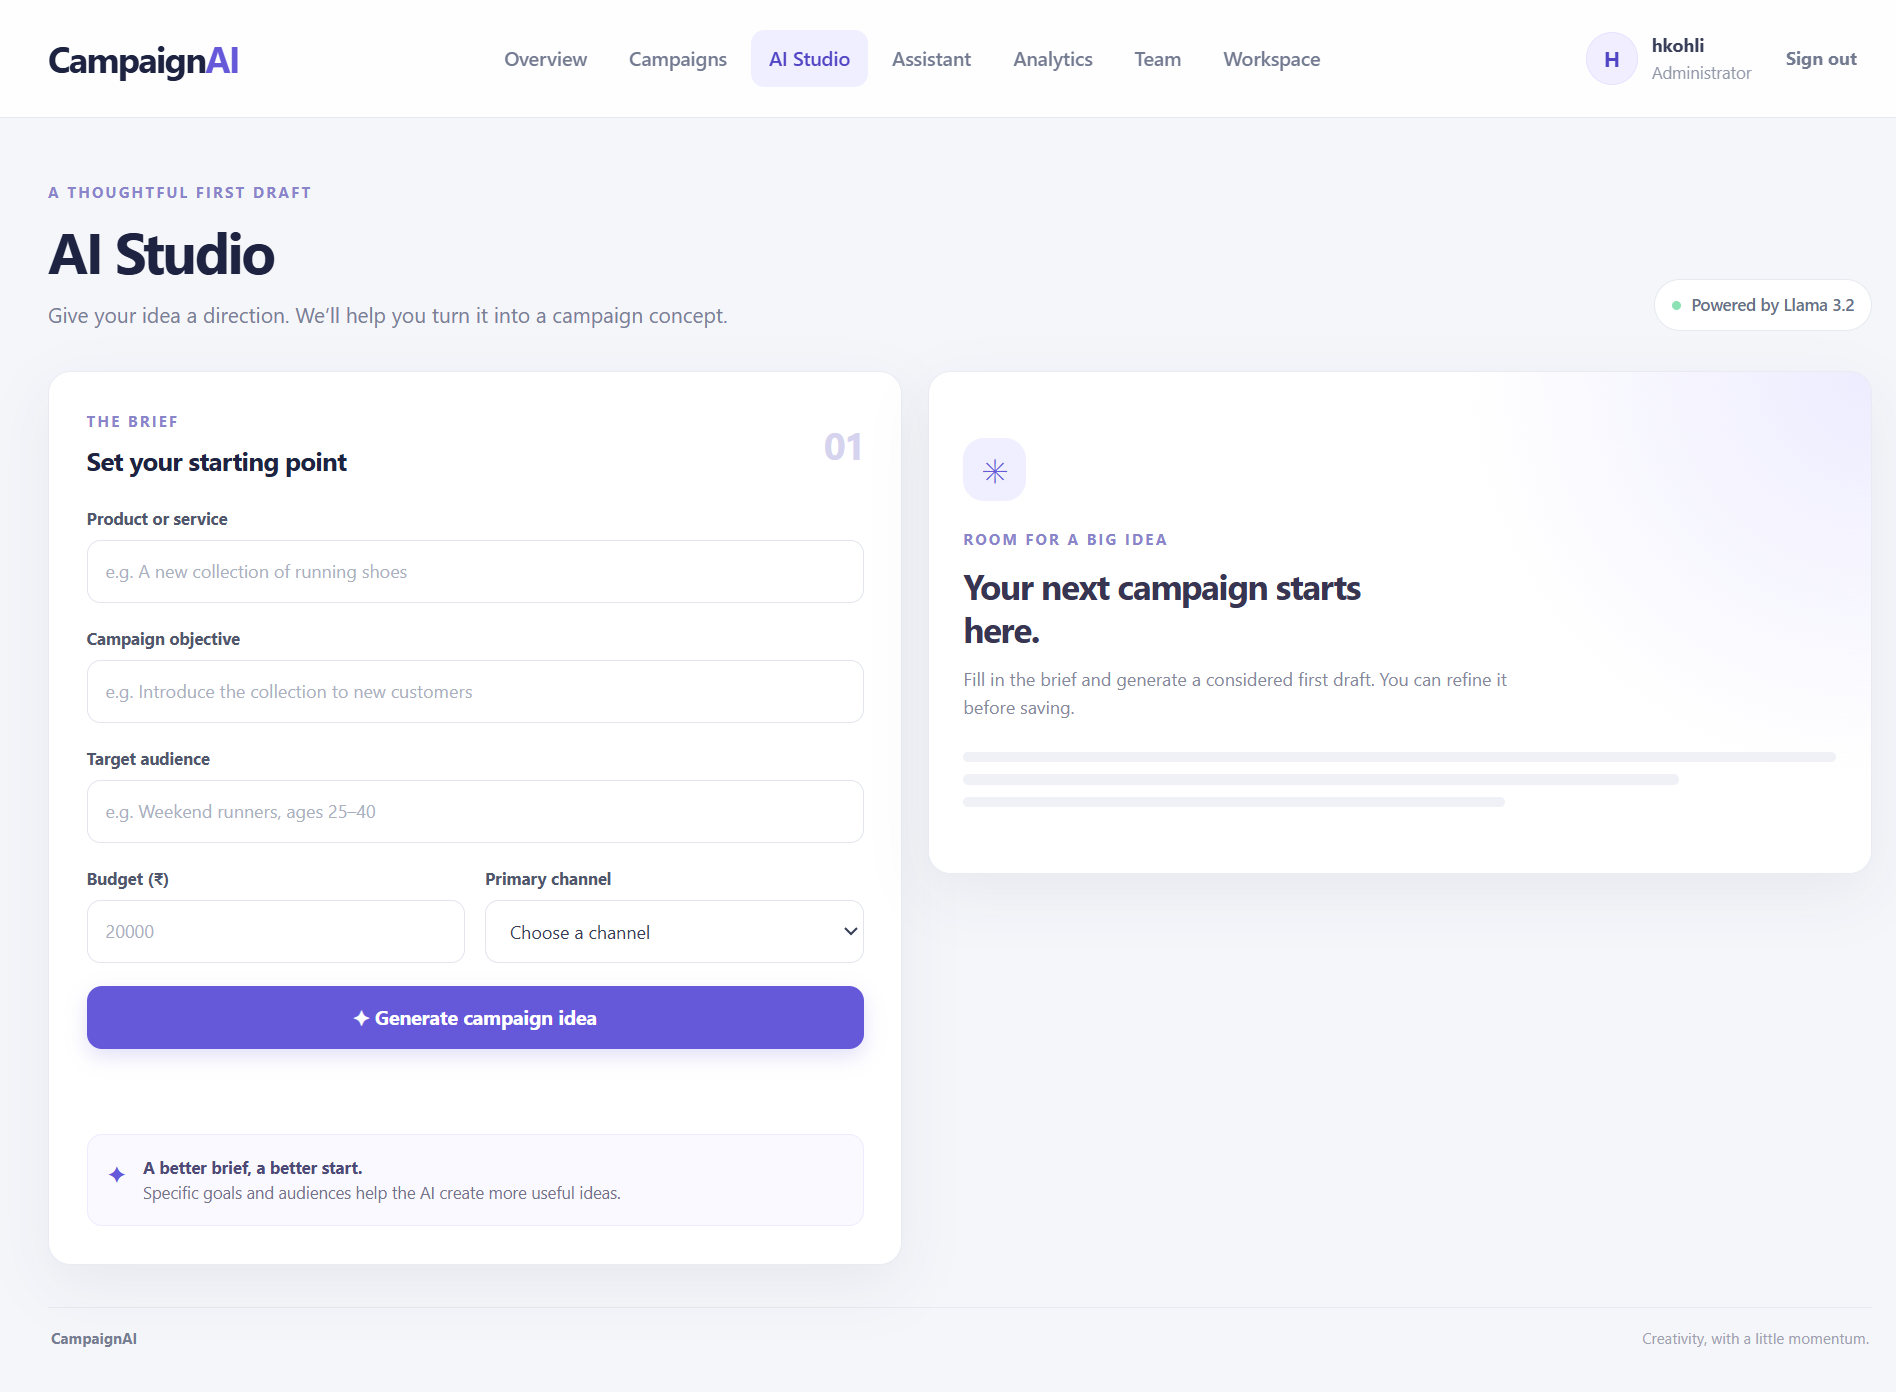 CampaignAI
Overview
Campaigns
AI Studio
Assistant
Analytics
Team
Workspace
H
hkohli
Administrator
Sign out
A THOUGHTFUL FIRST DRAFT
AI Studio
Give your idea a direction. We’ll help you turn it into a campaign concept.
Powered by Llama 3.2
THE BRIEF
Set your starting point
01
Product or service
e.g. A new collection of running shoes
Campaign objective
e.g. Introduce the collection to new customers
Target audience
e.g. Weekend runners, ages 25–40
Budget (₹)
20000
Primary channel
Choose a channel
✦ Generate campaign idea
A better brief, a better start.
Specific goals and audiences help the AI create more useful ideas.
ROOM FOR A BIG IDEA
Your next campaign starts
here.
Fill in the brief and generate a considered first draft. You can refine it
before saving.
CampaignAI
Creativity, with a little momentum.